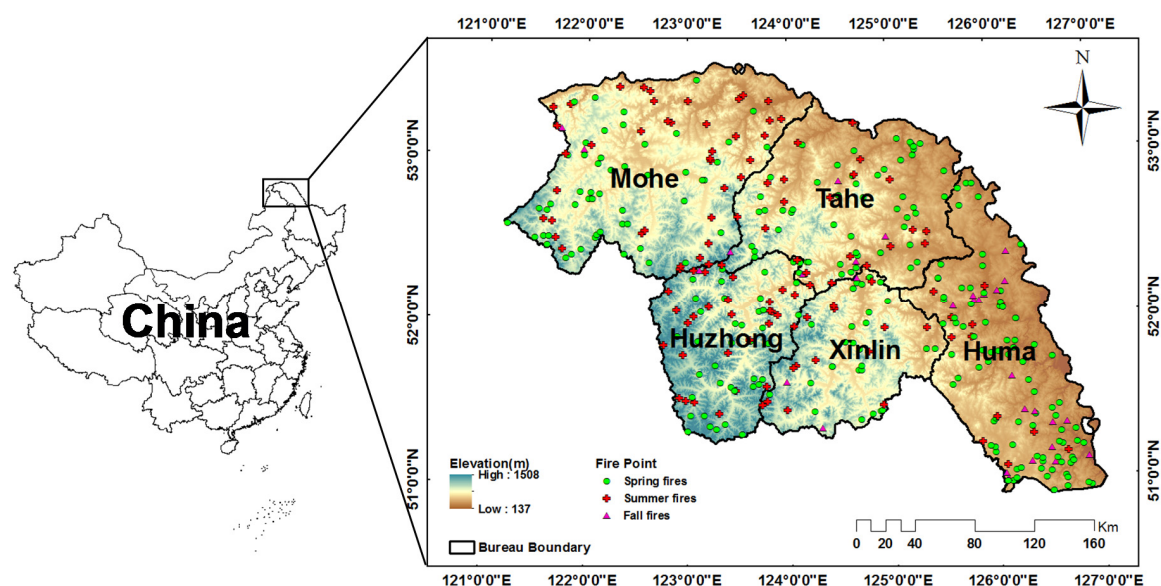 121°0'0"E 122°0'0"E 123°0'0"E 124°0'0"E 125°0'0"E 126°0'0"E 127°0'0"E
N
53°0'0"N
53°0'0"N
Mohe
Tahe
China
52°0'0"N
52°0'0"N
Huzhong
Xinlin
Huma
51°0'0"N
51°0'0"N
Elevation(m)
High : 1508
Low : 137
Fire Point
Spring fires
Summer fires
Fall fires
Bureau Boundary
Km
0 20 40 80 120 160
121°0'0"E 122°0'0"E 123°0'0"E 124°0'0"E 125°0'0"E 126°0'0"E 127°0'0"E